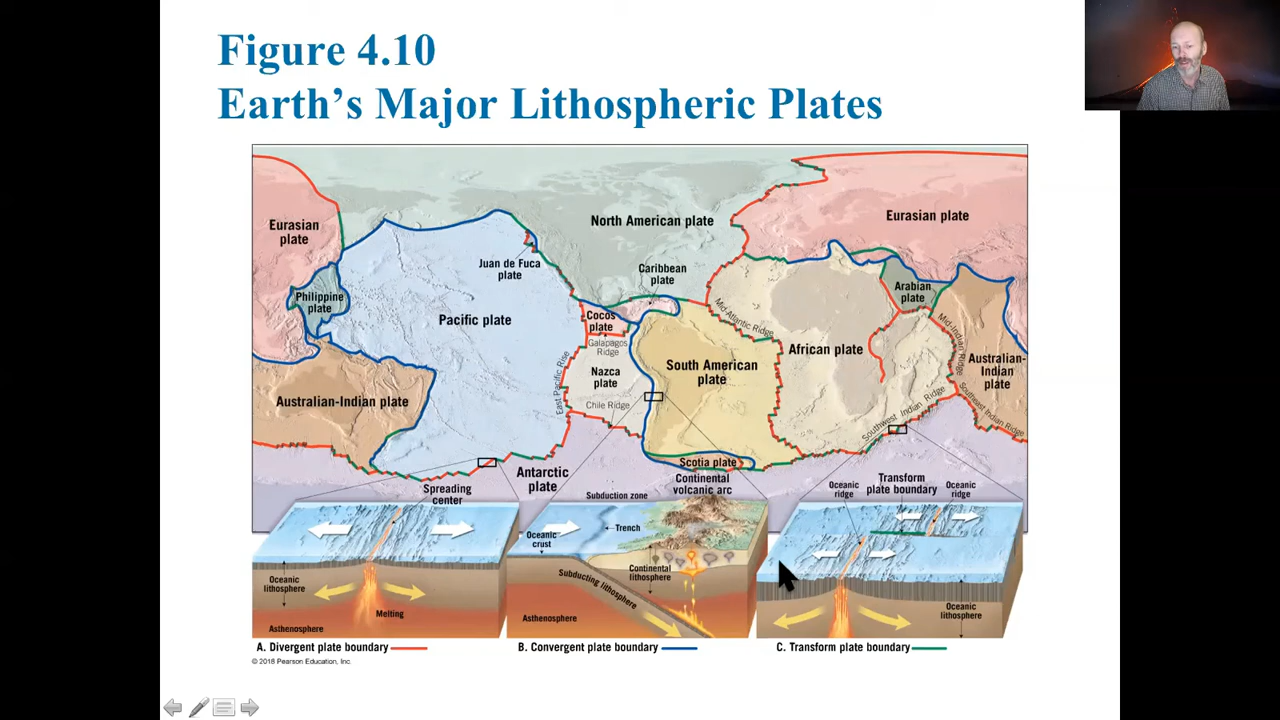 Figure 4.10
Earth's Major Lithospheric Plates
Eurasian
plate
North American plate
Eurasian plate
Juan de Fuca
plate
Caribbean
plate
Arabian
plate
Philippine
plate
Pacific plate
Cocos
plate
Galapagos
Ridge
Mid-Atlantic Ridge
African plate
Mid-Indian Ridge
Australian-
Indian
plate
East Pacific Rise
Nazca
plate
South American
plate
Australian-Indian plate
Chile Ridge
Southwest Indian Ridge
Southwest Indian Ridge
Scotia plate
Antarctic
plate
Spreading
center
Subduction zone
Continental
volcanic arc
Oceanic
ridge
Transform
plate boundary
Oceanic
ridge
Trench
Oceanic
crust
Oceanic
lithosphere
Melting
Asthenosphere
Subducting lithosphere
Continental
lithosphere
Asthenosphere
Oceanic
lithosphere
A. Divergent plate boundary
B. Convergent plate boundary
C. Transform plate boundary
© 2018 Pearson Education, Inc.